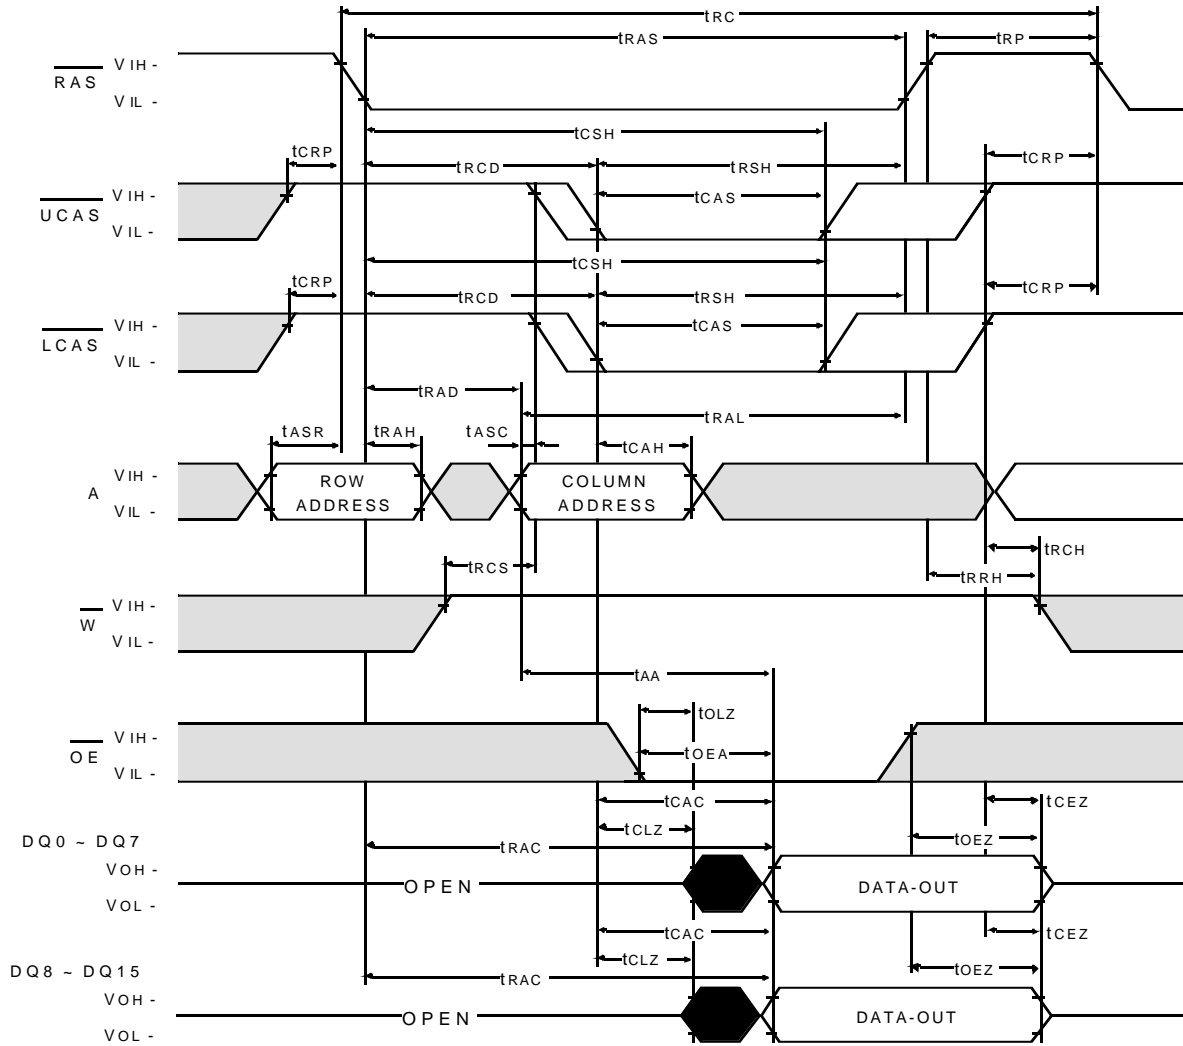 tRC
tRAS
tRP
RAS
VIH -
VIL -
tCSH
tCRP
tRCD
tRSH
tCRP
UCAS
VIH -
VIL -
tCAS
tCSH
tCRP
tRCD
tRSH
tCRP
LCAS
VIH -
VIL -
tCAS
tRAD
tRAL
tASR
tRAH
tASC
tCAH
A
VIH -
VIL -
ROW
ADDRESS
COLUMN
ADDRESS
tRCH
tRCS
tRRH
W
VIH -
VIL -
tAA
tOLZ
OE
VIH -
VIL -
tOEA
tCAC
tCEZ
tCLZ
tOEZ
DQ0 ~ DQ7
tRAC
VOH -
VOL -
OPEN
DATA-OUT
tCAC
tCEZ
tCLZ
tOEZ
DQ8 ~ DQ15
tRAC
VOH -
VOL -
OPEN
DATA-OUT